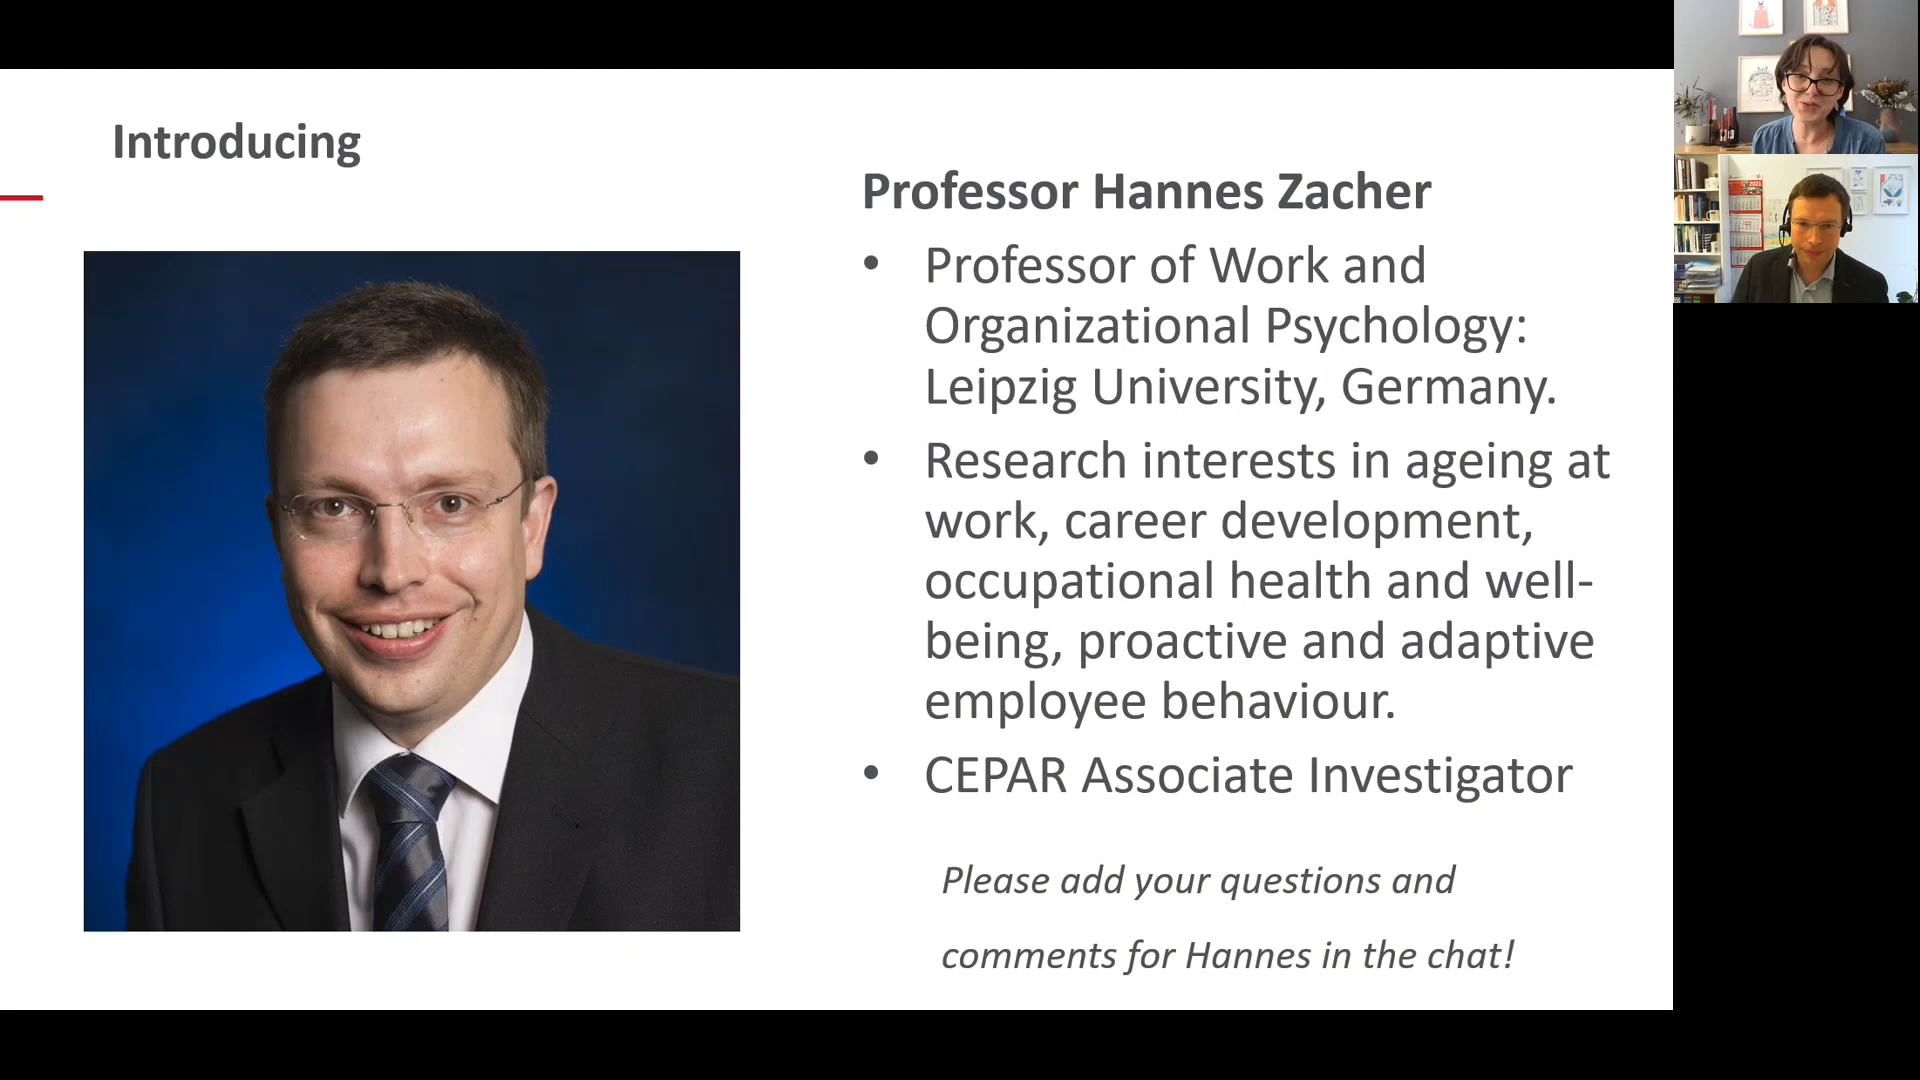 Introducing
Professor Hannes Zacher
• Professor of Work and
Organizational Psychology:
Leipzig University, Germany.
• Research interests in ageing at
work, career development,
occupational health and well-
being, proactive and adaptive
employee behaviour.
• CEPAR Associate Investigator
Please add your questions and
comments for Hannes in the chat!
2021